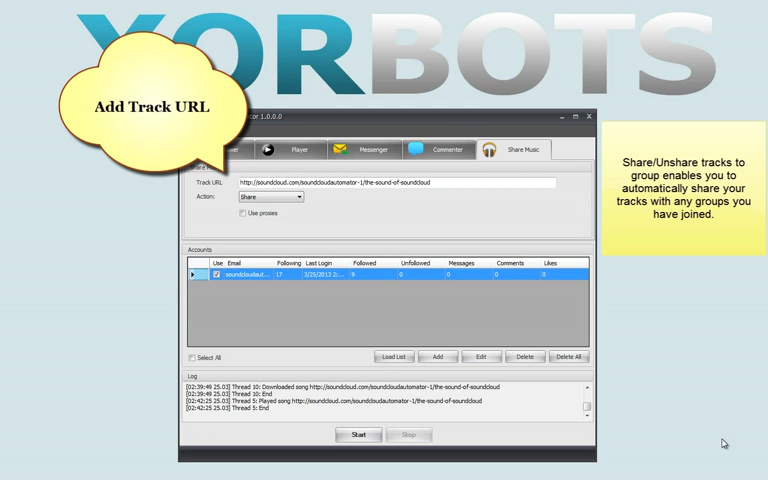 YORBOTS
Add Track URL
1.0.0.0
Player
Messenger
Commenter
Share Music
Track URL
http://soundcloud.com/soundcloudautomator-1/the-sound-of-soundcloud
Action:
Share
Use proxies
Share/Unshare tracks to
group enables you to
automatically share your
tracks with any groups you
have joined.
Accounts
Use Email Following Last Login Followed Unfollowed Messages Comments Likes
soundcloudaut... 17 3/25/2013 2:... 9 0 0 0 0
Select All
Load List
Add
Edit
Delete
Delete All
Log
[02:39:49 25.03] Thread 10: Downloaded song http://soundcloud.com/soundcloudautomator-1/the-sound-of-soundcloud
[02:39:49 25.03] Thread 10: End
[02:42:25 25.03] Thread 5: Played song http://soundcloud.com/soundcloudautomator-1/the-sound-of-soundcloud
[02:42:25 25.03] Thread 5: End
Start
Stop